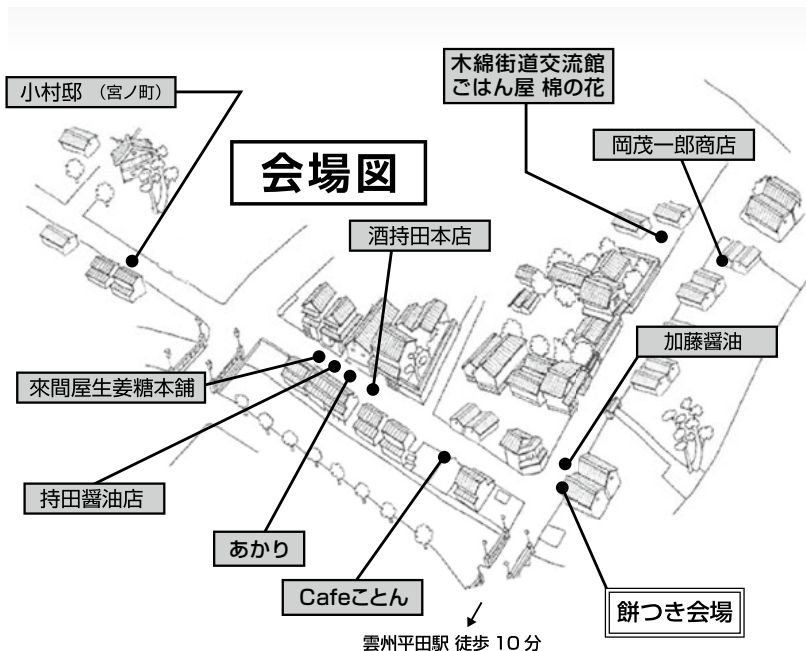 木綿街道交流館
ごはん屋 棉の花
小村邸 （宮ノ町）
岡茂一郎商店
会場図
酒持田本店
加藤醤油
來間屋生姜糖本舗
持田醤油店
あかり
Cafeことん
餅つき会場
雲州平田駅 徒歩 10 分